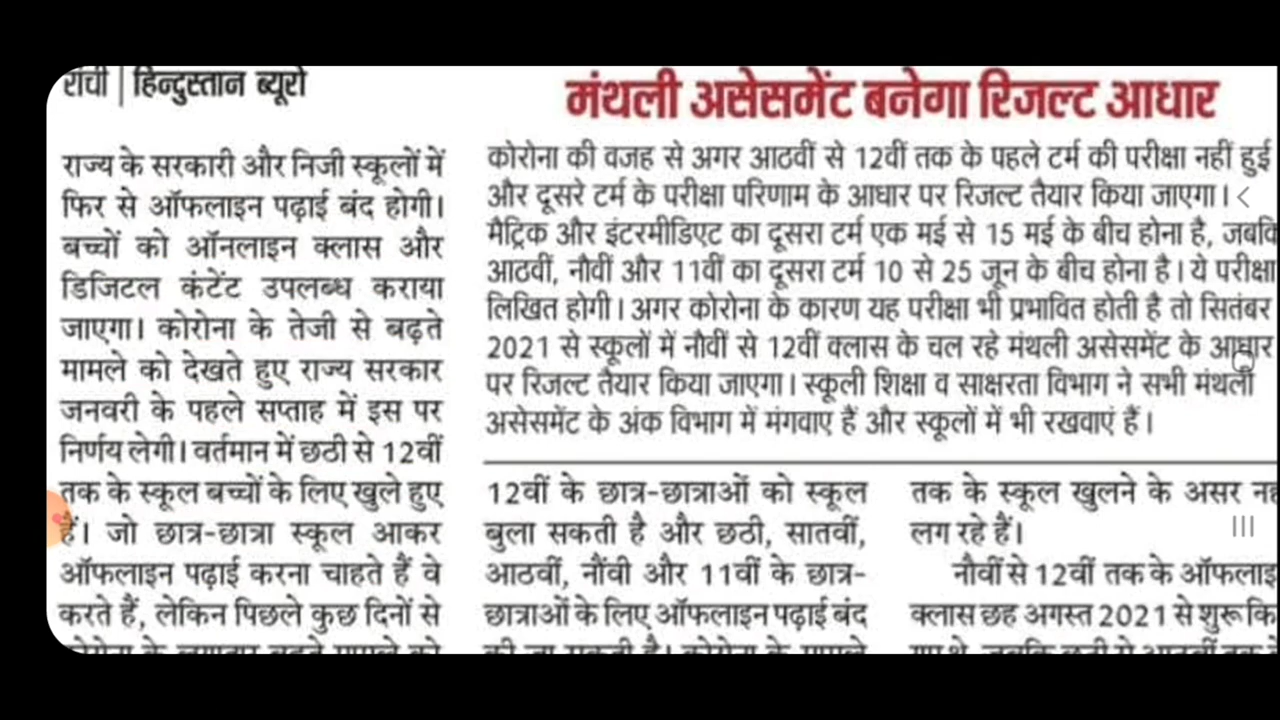 रांची | हिन्दुस्तान ब्यूरो
राज्य के सरकारी और निजी स्कूलों में
फिर से ऑफलाइन पढ़ाई बंद होगी।
बच्चों को ऑनलाइन क्लास और
डिजिटल कंटेंट उपलब्ध कराया
जाएगा। कोरोना के तेजी से बढ़ते
मामले को देखते हुए राज्य सरकार
जनवरी के पहले सप्ताह में इस पर
निर्णय लेगी। वर्तमान में छठी से 12वीं
तक के स्कूल बच्चों के लिए खुले हुए
हैं। जो छात्र-छात्रा स्कूल आकर
ऑफलाइन पढ़ाई करना चाहते हैं वे
करते हैं, लेकिन पिछले कुछ दिनों से
मंथली असेसमेंट बनेगा रिजल्ट आधार
कोरोना की वजह से अगर आठवीं से 12वीं तक के पहले टर्म की परीक्षा नहीं हुई
और दूसरे टर्म के परीक्षा परिणाम के आधार पर रिजल्ट तैयार किया जाएगा।
मैट्रिक और इंटरमीडिएट का दूसरा टर्म एक मई से 15 मई के बीच होना है, जबकि
आठवीं, नौवीं और 11वीं का दूसरा टर्म 10 से 25 जून के बीच होना है। ये परीक्षा
लिखित होगी। अगर कोरोना के कारण यह परीक्षा भी प्रभावित होती है तो सितंबर
2021 से स्कूलों में नौवीं से 12वीं क्लास के चल रहे मंथली असेसमेंट के आधार
पर रिजल्ट तैयार किया जाएगा। स्कूली शिक्षा व साक्षरता विभाग ने सभी मंथली
असेसमेंट के अंक विभाग में मंगवाए हैं और स्कूलों में भी रखवाएं हैं।
12वीं के छात्र-छात्राओं को स्कूल
बुला सकती है और छठी, सातवीं,
आठवीं, नौंवी और 11वीं के छात्र-
छात्राओं के लिए ऑफलाइन पढ़ाई बंद
की जा सकती है। कोरोना के मामले
तक के स्कूल खुलने के असर
लग रहे हैं।
नौवीं से 12वीं तक के
क्लास छह अगस्त 2021 से शुरू